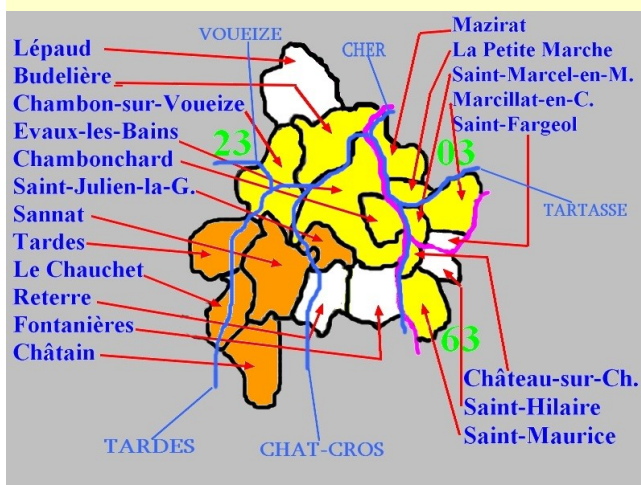 Lépaud
Budelière
Chambon-sur-Voueize
Evaux-les-Bains
Chambonchard
Saint-Julien-la-G.
Sannat
Tardes
Le Chauchet
Reterre
Fontanières
Châtain
VOUEIZE
CHER
23
03
63
TARTASSE
TARDES
CHAT-CROS
Mazirat
La Petite Marche
Saint-Marcel-en-M.
Marcillat-en-C.
Saint-Fargeol
Château-sur-Ch.
Saint-Hilaire
Saint-Maurice